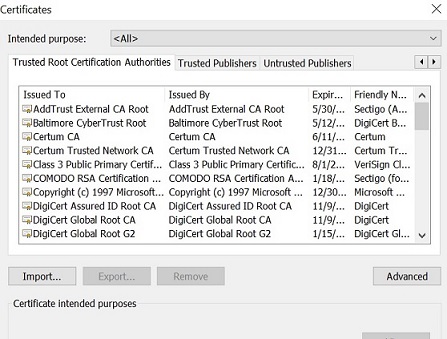 Certificates
Intended purpose: <All>
Trusted Root Certification Authorities Trusted Publishers Untrusted Publishers
Issued To Issued By Expir... Friendly N...
AddTrust External CA Root AddTrust External CA Root 5/30/... Sectigo (A...
Baltimore CyberTrust Root Baltimore CyberTrust Root 5/12/... DigiCert B...
Certum CA Certum CA 6/11/... Certum
Certum Trusted Network CA Certum Trusted Network CA 12/31... Certum Tr...
Class 3 Public Primary Certif... Class 3 Public Primary Certifi... 8/1/2... VeriSign Cl...
COMODO RSA Certification ... COMODO RSA Certification A... 1/18/... Sectigo (fo...
Copyright (c) 1997 Microsoft... Copyright (c) 1997 Microsoft... 12/30... Microsoft ...
DigiCert Assured ID Root CA DigiCert Assured ID Root CA 11/9/... DigiCert
DigiCert Global Root CA DigiCert Global Root CA 11/9/... DigiCert
DigiCert Global Root G2 DigiCert Global Root G2 1/15/... DigiCert Gl...
Import... Export... Remove Advanced
Certificate intended purposes